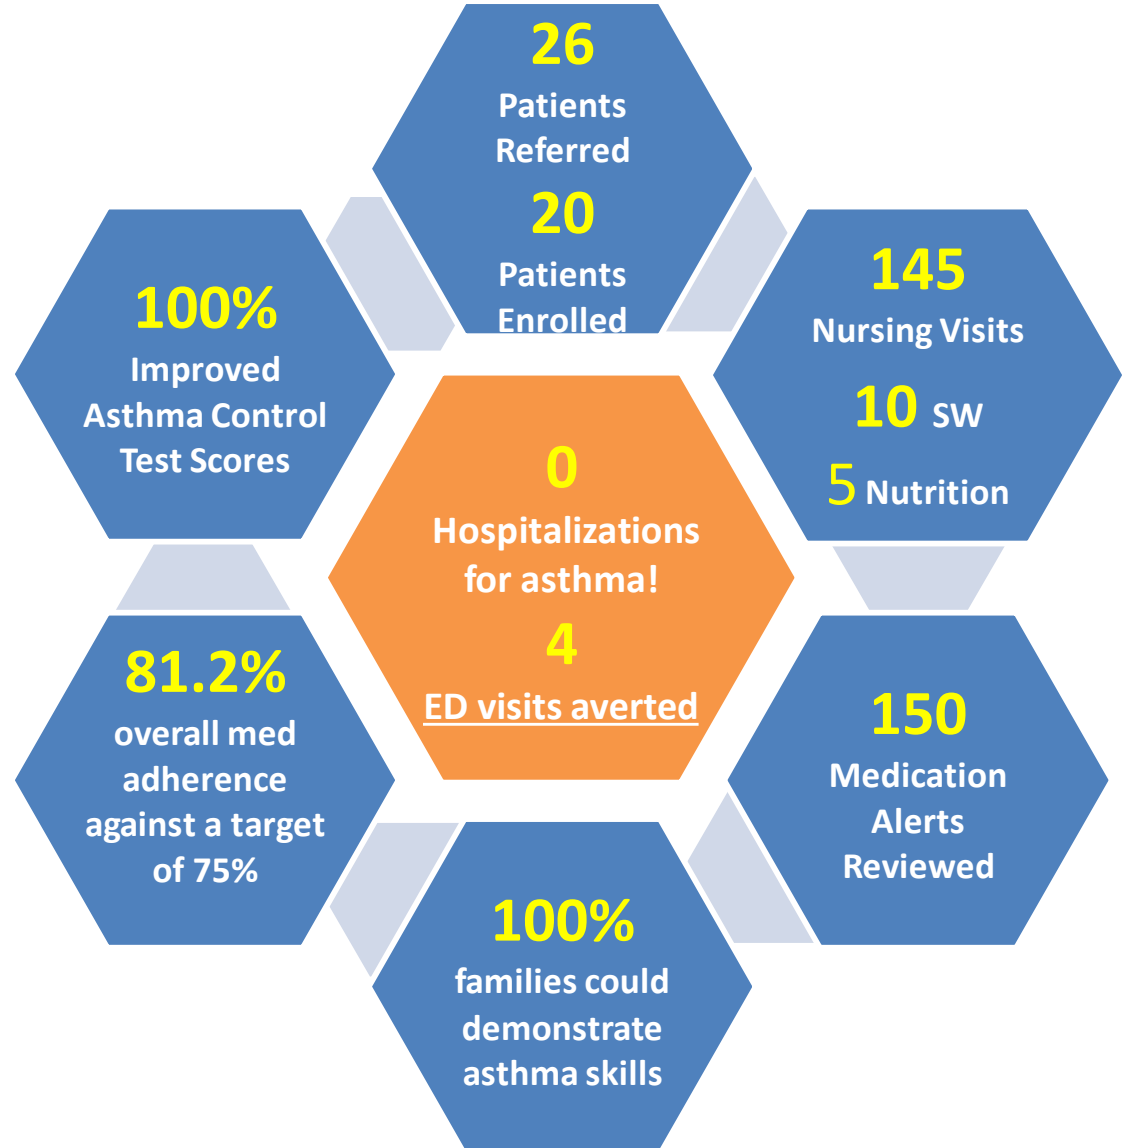 26
Patients
Referred
20
Patients
Enrolled
145
Nursing Visits
10 SW
5 Nutrition
150
Medication
Alerts
Reviewed
100%
families could
demonstrate
asthma skills
81.2%
overall med
adherence
against a target
of 75%
100%
Improved
Asthma Control
Test Scores
0
Hospitalizations
for asthma!
4
ED visits averted